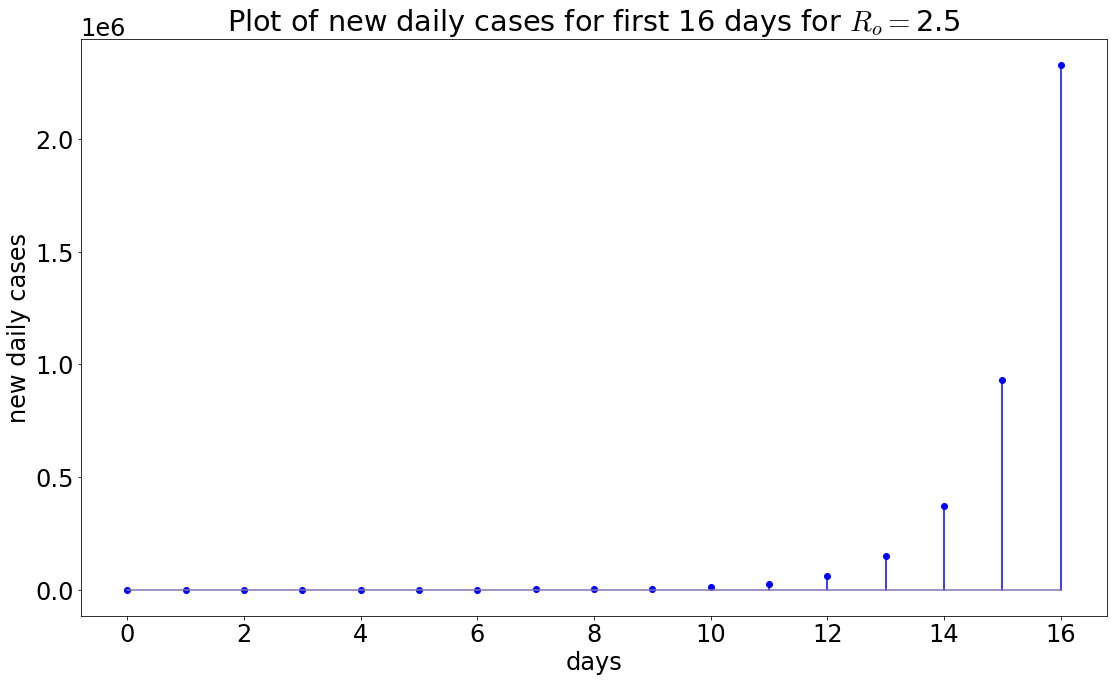 Plot of new daily cases for first 16 days for $R_o = $2.5
1e6
2.0
1.5
1.0
0.5
0.0
new daily cases
0 2 4 6 8 10 12 14 16
days